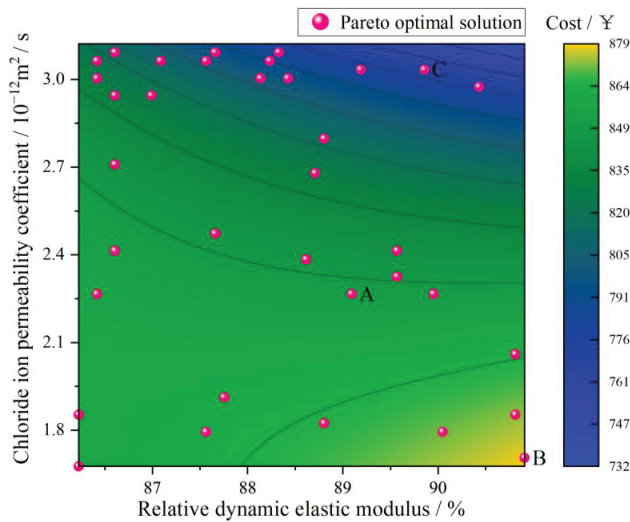 Pareto optimal solution
Cost / ¥
Chloride ion permeability coefficient / 10⁻¹²m² / s
3.0
2.7
2.4
2.1
1.8
C
A
B
87
88
89
90
Relative dynamic elastic modulus / %
879
864
849
835
820
805
791
776
761
747
732